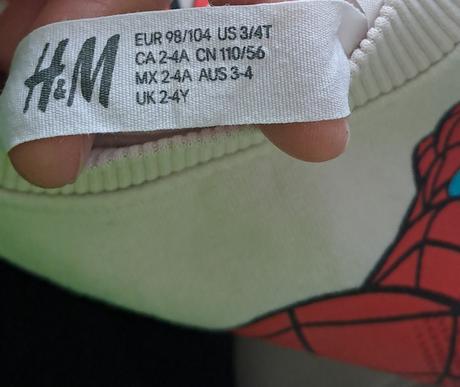 H&M
EUR 98/104 US 3/4T
CA 2-4A CN 110/56
MX 2-4A AUS 3-4
UK 2-4Y